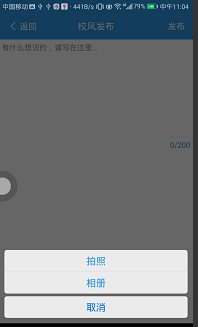 中国移动 441B/s 79% 中午11:04
返回 校风发布 发布
有什么想说的，请写在这里...
0/200
拍照
相册
取消